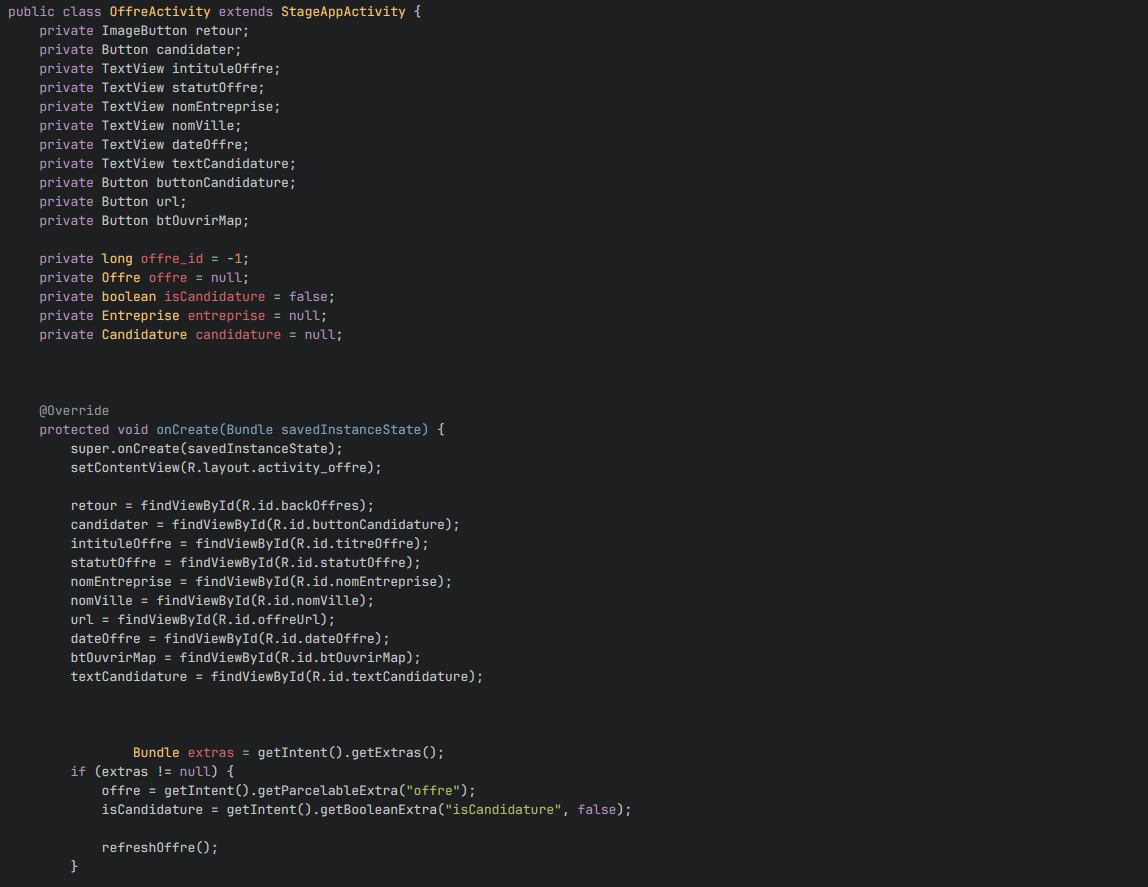 public class OffreActivity extends StageAppActivity {
    private ImageButton retour;
    private Button candidater;
    private TextView intituleOffre;
    private TextView statutOffre;
    private TextView nomEntreprise;
    private TextView nomVille;
    private TextView dateOffre;
    private TextView textCandidature;
    private Button buttonCandidature;
    private Button url;
    private Button btOuvrirMap;

    private long offre_id = -1;
    private Offre offre = null;
    private boolean isCandidature = false;
    private Entreprise entreprise = null;
    private Candidature candidature = null;

    @Override
    protected void onCreate(Bundle savedInstanceState) {
        super.onCreate(savedInstanceState);
        setContentView(R.layout.activity_offre);

        retour = findViewById(R.id.backOffres);
        candidater = findViewById(R.id.buttonCandidature);
        intituleOffre = findViewById(R.id.titreOffre);
        statutOffre = findViewById(R.id.statutOffre);
        nomEntreprise = findViewById(R.id.nomEntreprise);
        nomVille = findViewById(R.id.nomVille);
        url = findViewById(R.id.offreUrl);
        dateOffre = findViewById(R.id.dateOffre);
        btOuvrirMap = findViewById(R.id.btOuvrirMap);
        textCandidature = findViewById(R.id.textCandidature);

                Bundle extras = getIntent().getExtras();
        if (extras != null) {
            offre = getIntent().getParcelableExtra("offre");
            isCandidature = getIntent().getBooleanExtra("isCandidature", false);

            refreshOffre();
        }